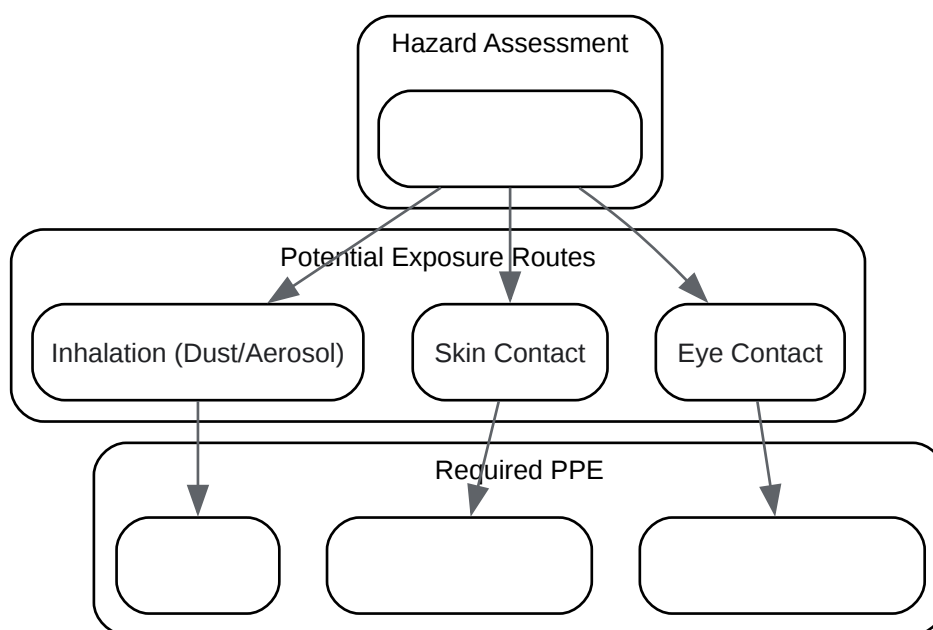 Hazard Assessment
Potential Exposure Routes
Inhalation (Dust/Aerosol)
Skin Contact
Eye Contact
Required PPE